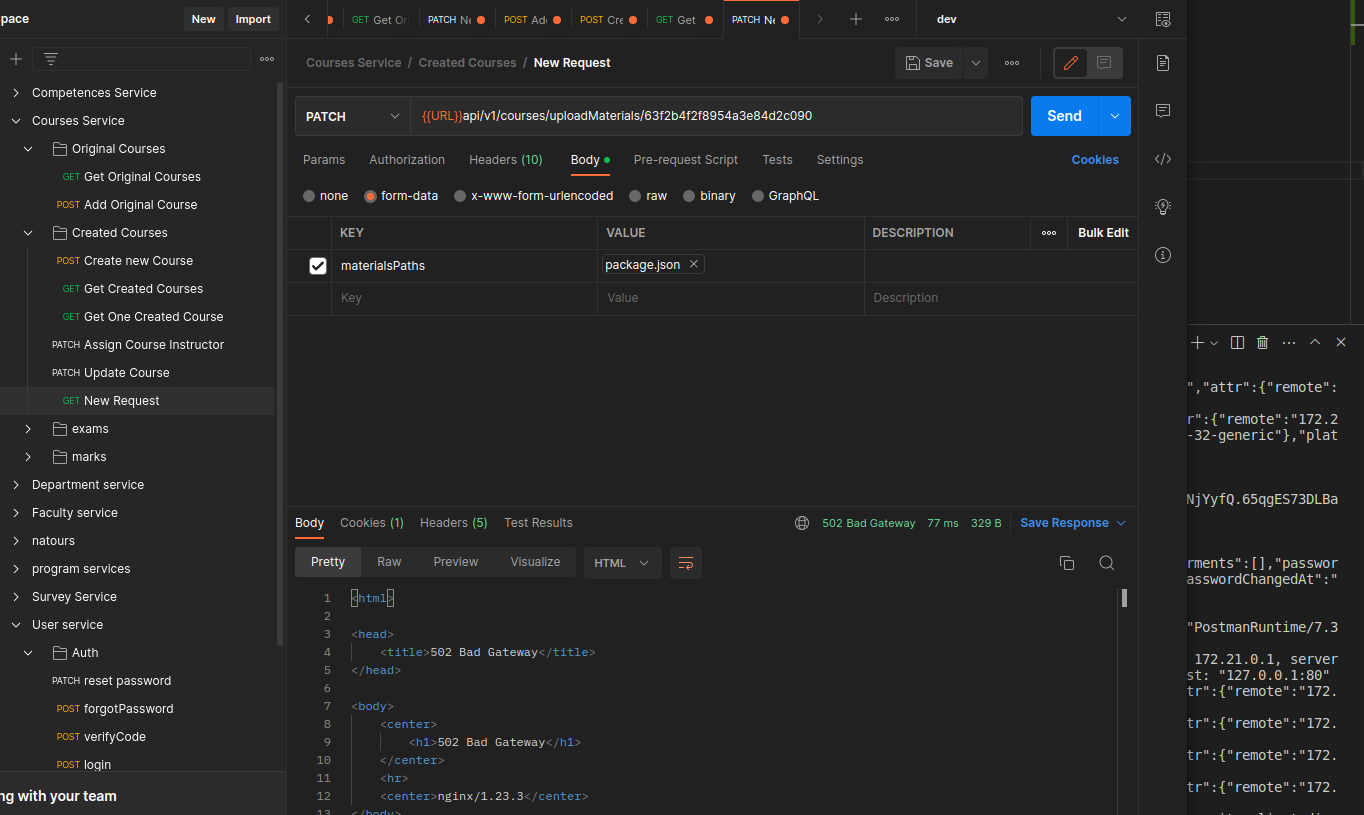 pace
New
Import
GET Get Ori
PATCH Ne
POST Add
POST Cre
GET Get
PATCH Ne
dev
Courses Service / Created Courses / New Request
Save
PATCH
{{URL}}api/v1/courses/uploadMaterials/63f2b4f2f8954a3e84d2c090
Send
Params
Authorization
Headers (10)
Body
Pre-request Script
Tests
Settings
Cookies
none
form-data
x-www-form-urlencoded
raw
binary
GraphQL
KEY
VALUE
DESCRIPTION
Bulk Edit
materialsPaths
package.json
Key
Value
Description
Competences Service
Courses Service
Original Courses
GET Get Original Courses
POST Add Original Course
Created Courses
POST Create new Course
GET Get Created Courses
GET Get One Created Course
PATCH Assign Course Instructor
PATCH Update Course
GET New Request
exams
marks
Department service
Faculty service
natours
program services
Survey Service
User service
Auth
PATCH reset password
POST forgotPassword
POST verifyCode
POST login
ng with your team
Body
Cookies (1)
Headers (5)
Test Results
502 Bad Gateway
77 ms
329 B
Save Response
Pretty
Raw
Preview
Visualize
HTML
1 <html>
2
3 <head>
4 <title>502 Bad Gateway</title>
5 </head>
6
7 <body>
8 <center>
9 <h1>502 Bad Gateway</h1>
10 </center>
11 <hr>
12 <center>nginx/1.23.3</center>
13 </body>
","attr":{"remote":
r":{"remote":"172.2
-32-generic"},"plat
NjYyfQ.65qgES73DLBa
rments":[],"passwor
asswordChangedAt":"
"PostmanRuntime/7.3
172.21.0.1, server
st: "127.0.0.1:80"
tr":{"remote":"172.
tr":{"remote":"172.
tr":{"remote":"172.
tr":{"remote":"172.